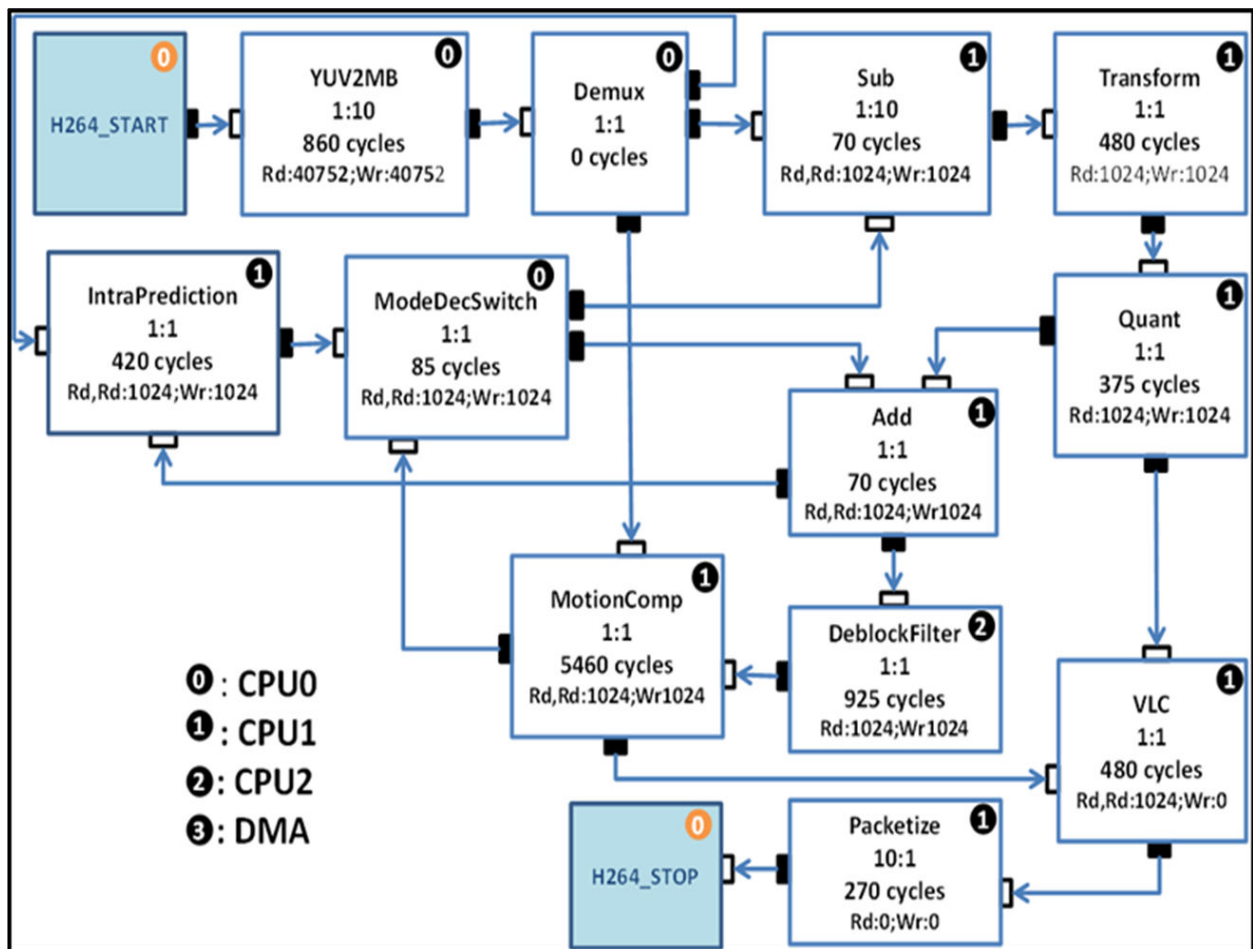 0
H264_START
0
YUV2MB
1:10
860 cycles
Rd:40752;Wr:40752
0
Demux
1:1
0 cycles
1
Sub
1:10
70 cycles
Rd,Rd:1024;Wr:1024
1
Transform
1:1
480 cycles
Rd:1024;Wr:1024
1
IntraPrediction
1:1
420 cycles
Rd,Rd:1024;Wr:1024
0
ModeDecSwitch
1:1
85 cycles
Rd,Rd:1024;Wr:1024
1
Quant
1:1
375 cycles
Rd:1024;Wr:1024
1
Add
1:1
70 cycles
Rd,Rd:1024;Wr1024
1
MotionComp
1:1
5460 cycles
Rd,Rd:1024;Wr1024
2
DeblockFilter
1:1
925 cycles
Rd:1024;Wr1024
1
VLC
1:1
480 cycles
Rd,Rd:1024;Wr:0
0 : CPU0
1 : CPU1
2 : CPU2
3 : DMA
0
H264_STOP
1
Packetize
10:1
270 cycles
Rd:0;Wr:0